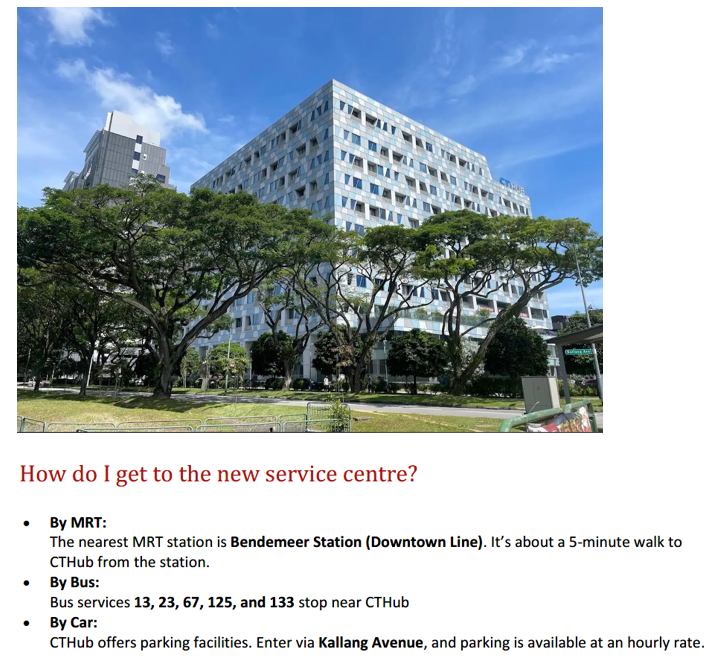 Kallang Ave
How do I get to the new service centre?
• By MRT:
The nearest MRT station is Bendemeer Station (Downtown Line). It’s about a 5-minute walk to
CTHub from the station.
• By Bus:
Bus services 13, 23, 67, 125, and 133 stop near CTHub
• By Car:
CTHub offers parking facilities. Enter via Kallang Avenue, and parking is available at an hourly rate.